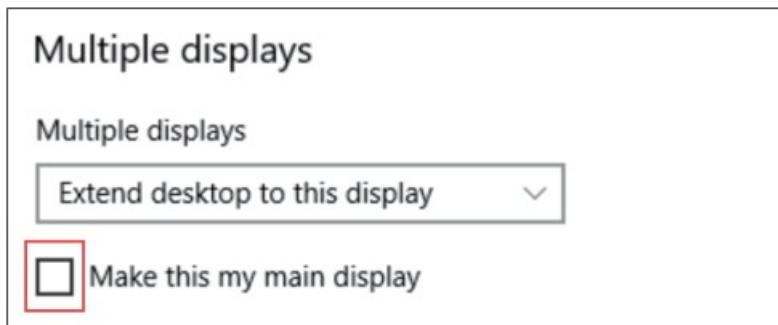 Multiple displays
Multiple displays
Extend desktop to this display
Make this my main display